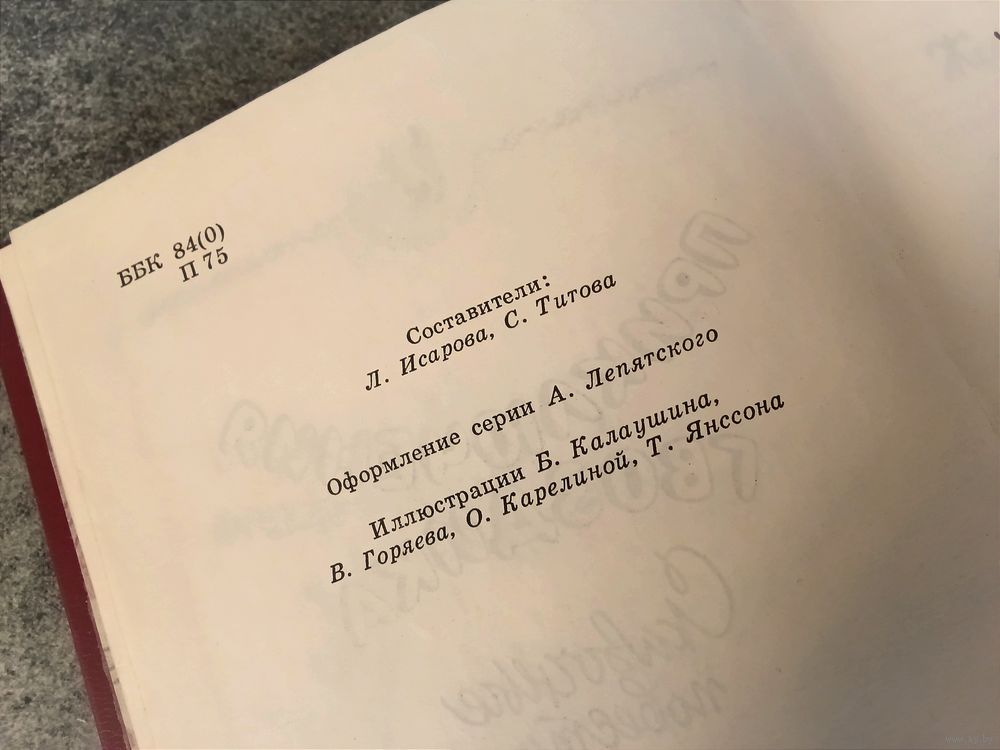 ББК 84(0)
П 75
Составители:
Л. Исарова, С. Титова
Оформление серии А. Лепятского
Иллюстрации Б. Калаушина,
В. Горяева, О. Карелиной, Т. Янссона